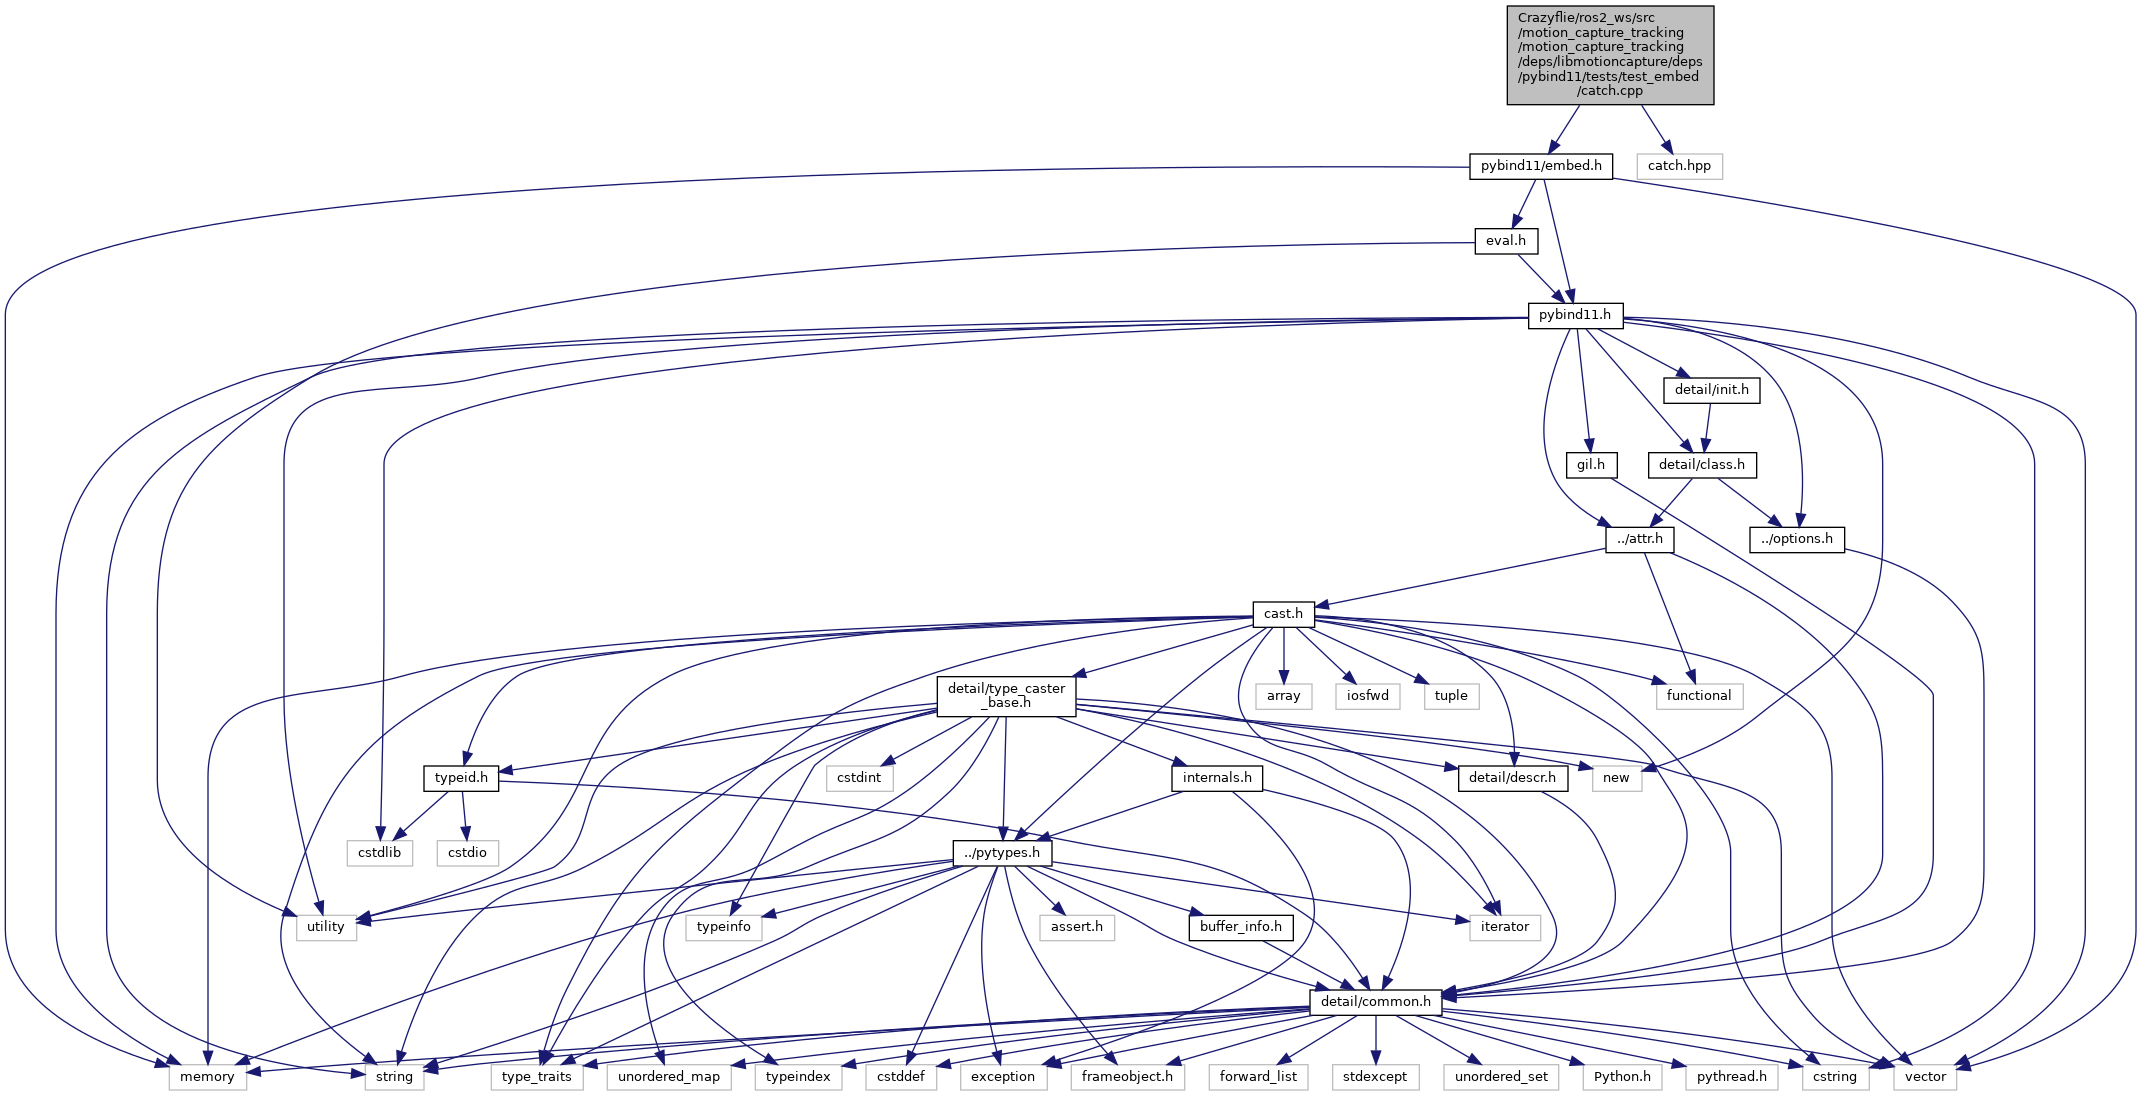 Crazyflie/ros2_ws/src
/motion_capture_tracking
/motion_capture_tracking
/deps/libmotioncapture/deps
/pybind11/tests/test_embed
/catch.cpp
pybind11/embed.h
catch.hpp
eval.h
pybind11.h
detail/init.h
gil.h
detail/class.h
../attr.h
../options.h
cast.h
detail/type_caster
_base.h
array
iosfwd
tuple
functional
typeid.h
cstdint
internals.h
detail/descr.h
new
cstdlib
cstdio
../pytypes.h
utility
typeinfo
assert.h
buffer_info.h
iterator
detail/common.h
memory
string
type_traits
unordered_map
typeindex
cstddef
exception
frameobject.h
forward_list
stdexcept
unordered_set
Python.h
pythread.h
cstring
vector